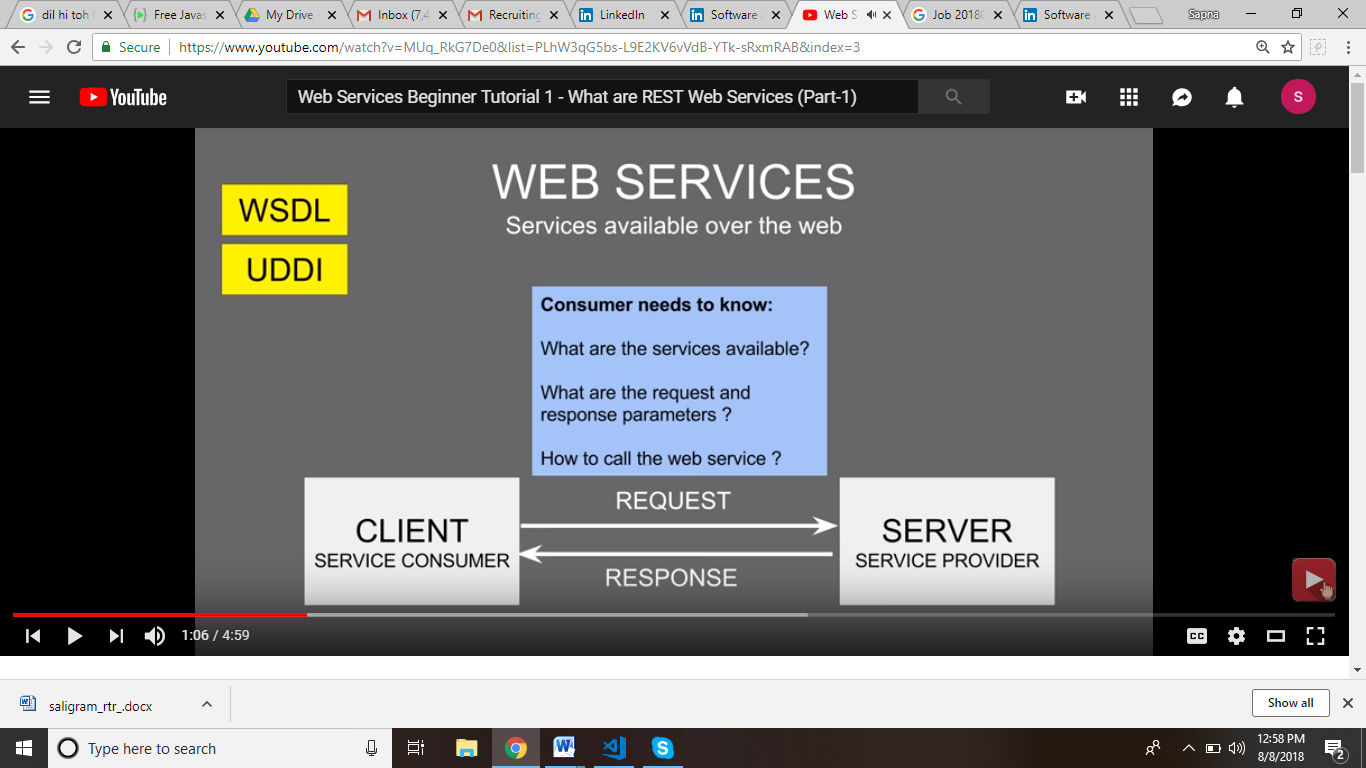 dil hi toh
Free Javas
My Drive
Inbox (7,4
Recruiting
LinkedIn
Software
Web S
Job 2018
Software
Sapna
Secure
https://www.youtube.com/watch?v=MUq_RkG7De0&list=PLhW3qG5bs-L9E2KV6vVdB-YTk-sRxmRAB&index=3
YouTube
Web Services Beginner Tutorial 1 - What are REST Web Services (Part-1)
S
WEB SERVICES
Services available over the web
WSDL
UDDI
Consumer needs to know:
What are the services available?
What are the request and
response parameters ?
How to call the web service ?
CLIENT
SERVICE CONSUMER
REQUEST
RESPONSE
SERVER
SERVICE PROVIDER
1:06 / 4:59
CC
saligram_rtr_.docx
Show all
Type here to search
12:58 PM
8/8/2018
2